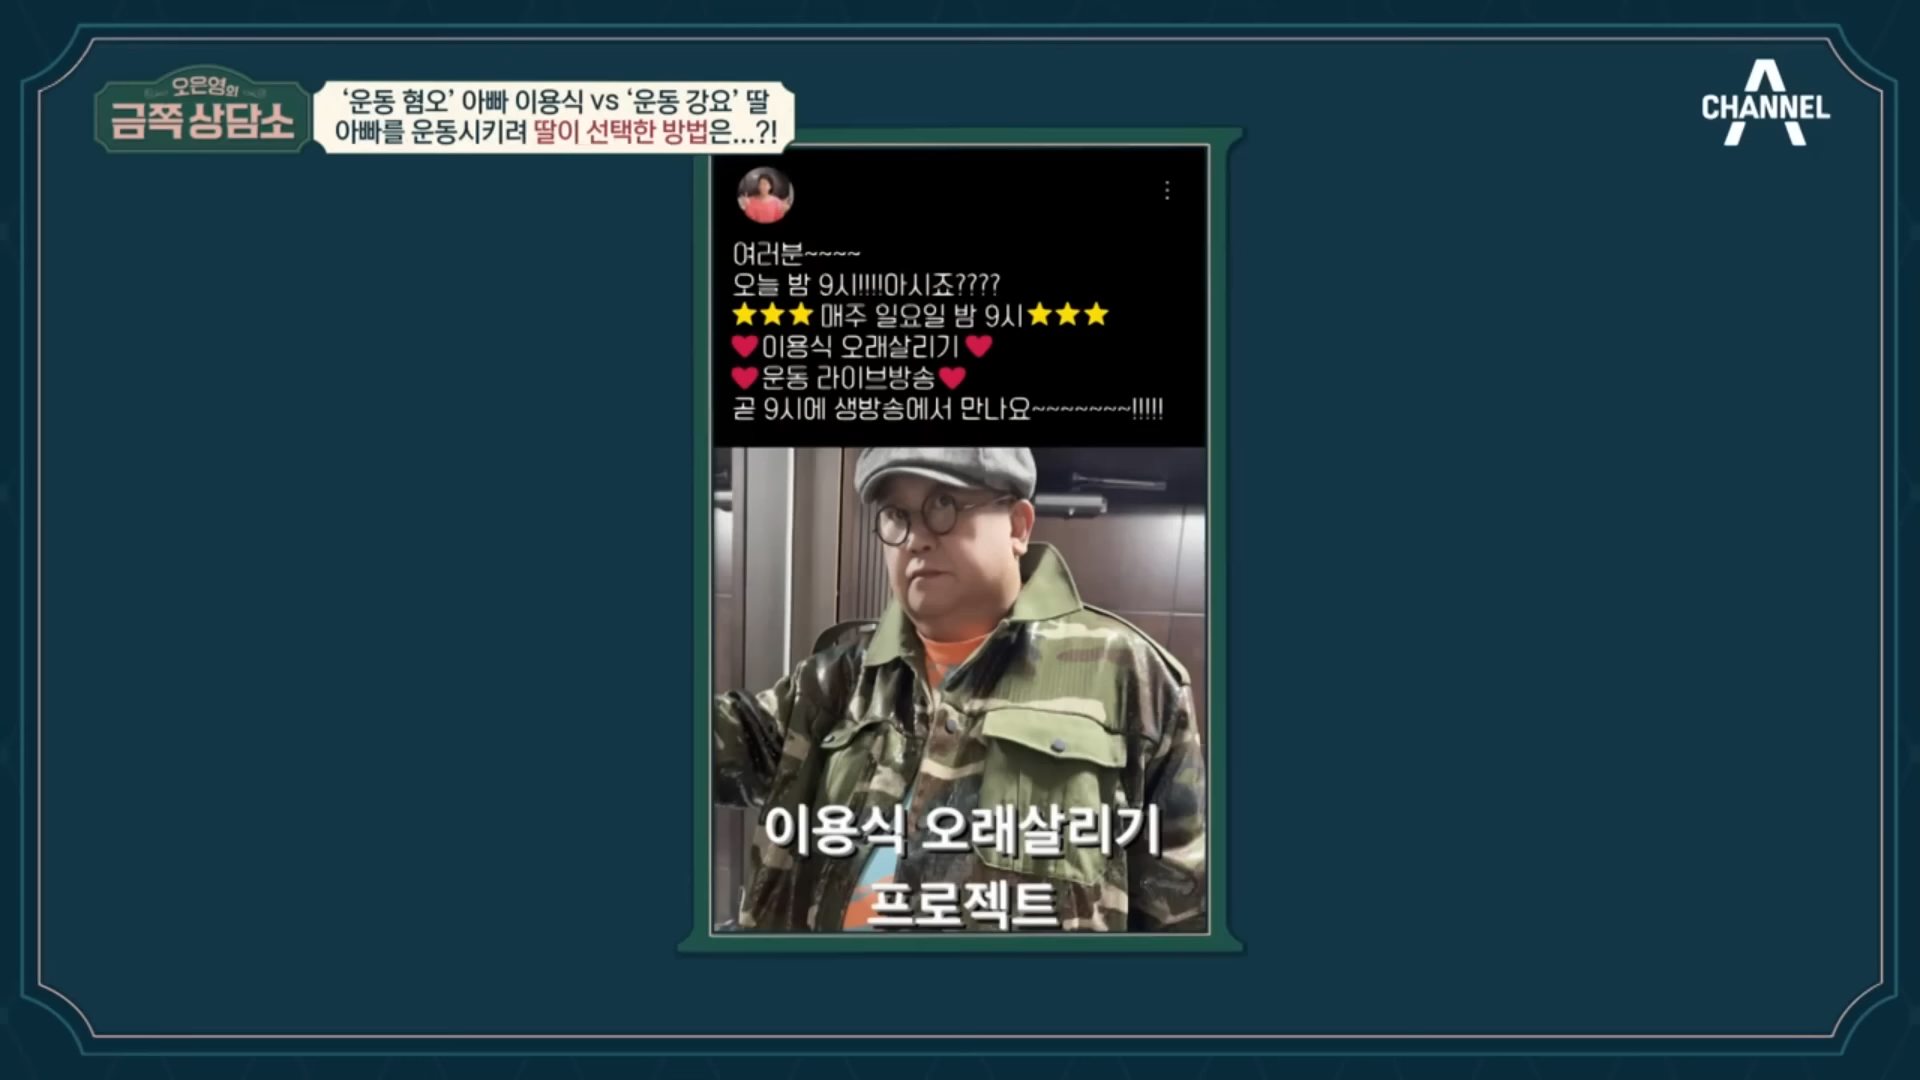 오은영의
금쪽 상담소
‘운동 혐오’ 아빠 이용식 vs ‘운동 강요’ 딸
아빠를 운동시키려 딸이 선택한 방법은...?!
CHANNEL A
여러분~~~~
오늘 밤 9시!!!!아시죠????
⭐⭐⭐ 매주 일요일 밤 9시⭐⭐⭐
❤️이용식 오래살리기❤️
❤️운동 라이브방송❤️
곧 9시에 생방송에서 만나요~~~~~~~!!!!!
이용식 오래살리기
프로젝트